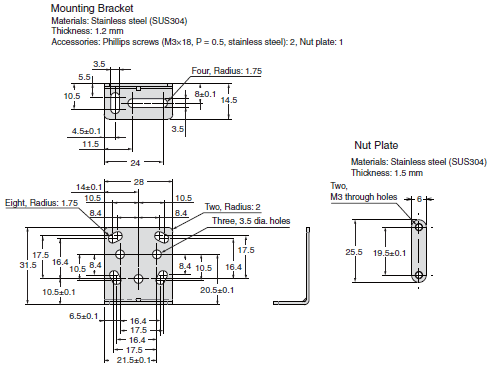 Mounting Bracket
Materials: Stainless steel (SUS304)
Thickness: 1.2 mm
Accessories: Phillips screws (M3×18, P = 0.5, stainless steel): 2, Nut plate: 1
3.5
5.5
10.5
Four, Radius: 1.75
8±0.1
14.5
3.5
4.5±0.1
11.5
24
28
14±0.1
10.5
10.5
Eight, Radius: 1.75
8.4
8.4
Two, Radius: 2
Three, 3.5 dia. holes
31.5
17.5
16.4
10.5
8.4
8.4
10.5
16.4
17.5
10.5±0.1
20.5±0.1
6.5±0.1
16.4
17.5
16.4
17.5
21.5±0.1
Nut Plate
Materials: Stainless steel (SUS304)
Thickness: 1.5 mm
Two,
M3 through holes
6
25.5
19.5±0.1